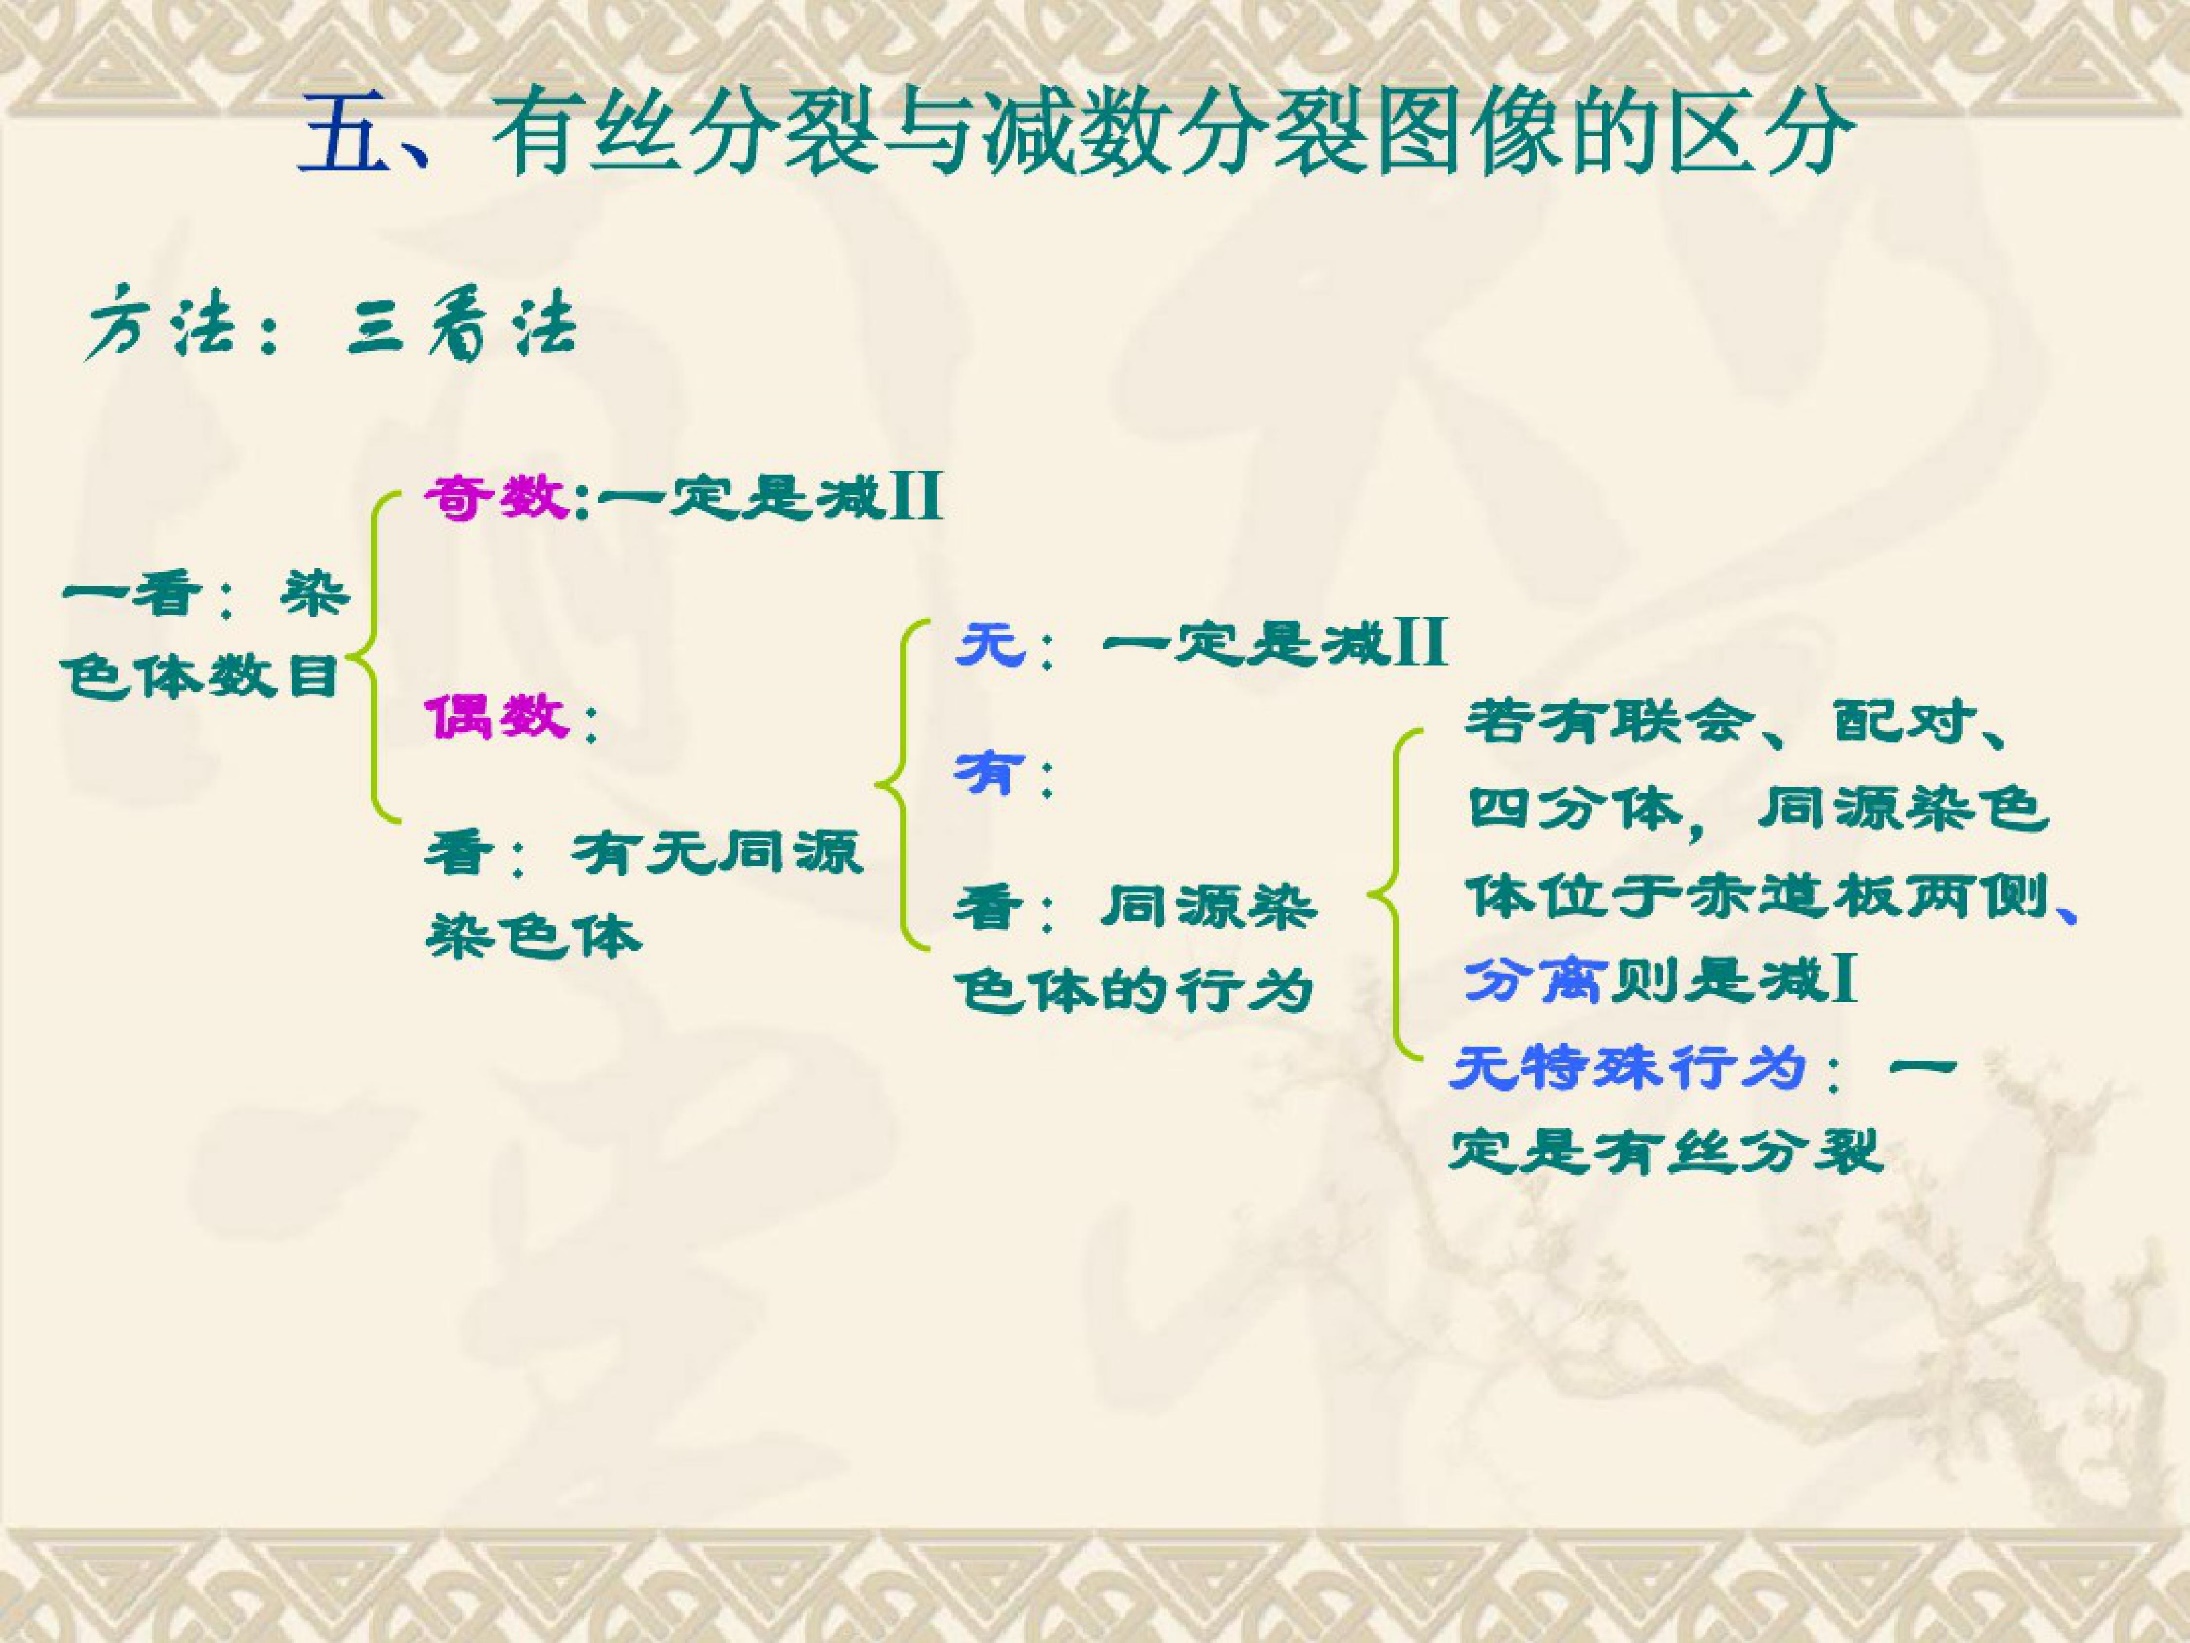 五、有丝分裂与减数分裂图像的区分
方法：三看法
一看：染
色体数目
奇数:一定是减II
偶数：
看：有无同源
染色体
无：一定是减II
有：
看：同源染
色体的行为
若有联会、配对、
四分体，同源染色
体位于赤道板两侧、
分离则是减I
无特殊行为：一
定是有丝分裂